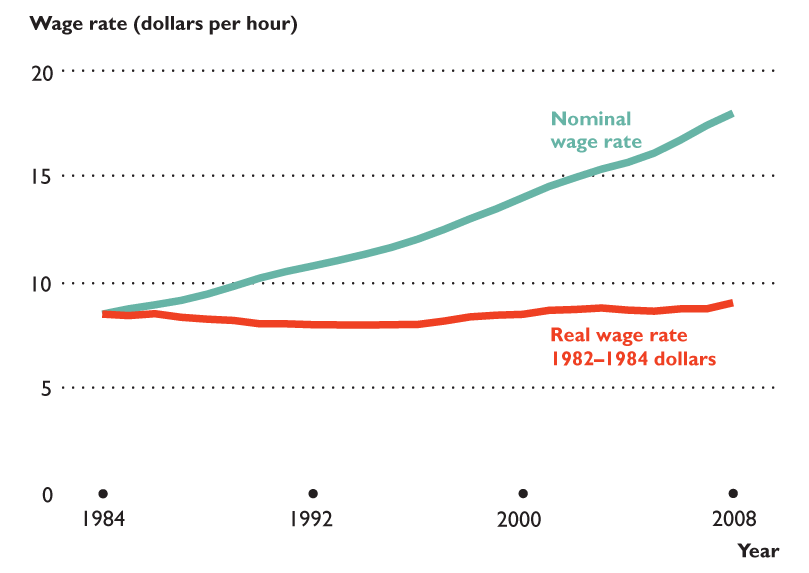 Wage rate (dollars per hour)
20
Nominal
wage rate
15
10
Real wage rate
1982–1984 dollars
5
0
1984 1992 2000 2008
Year